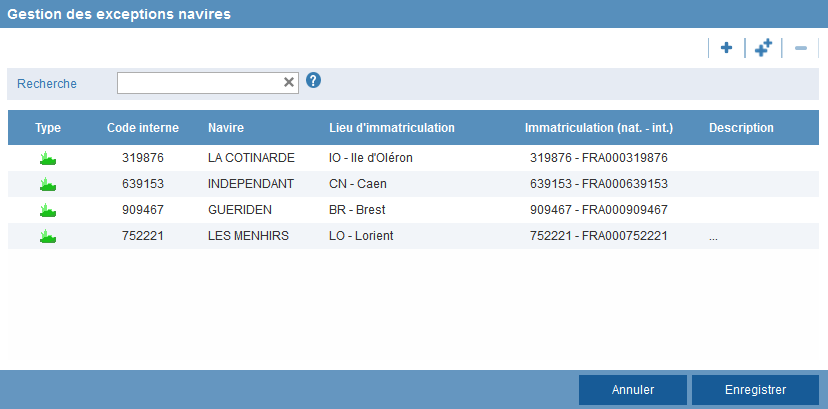 Gestion des exceptions navires
Recherche
Type Code interne Navire Lieu d'immatriculation Immatriculation (nat. - int.) Description
319876 LA COTINARDE IO - Ile d'Oléron 319876 - FRA000319876
639153 INDEPENDANT CN - Caen 639153 - FRA000639153
909467 GUERIDEN BR - Brest 909467 - FRA000909467
752221 LES MENHIRS LO - Lorient 752221 - FRA000752221 ...
Annuler Enregistrer